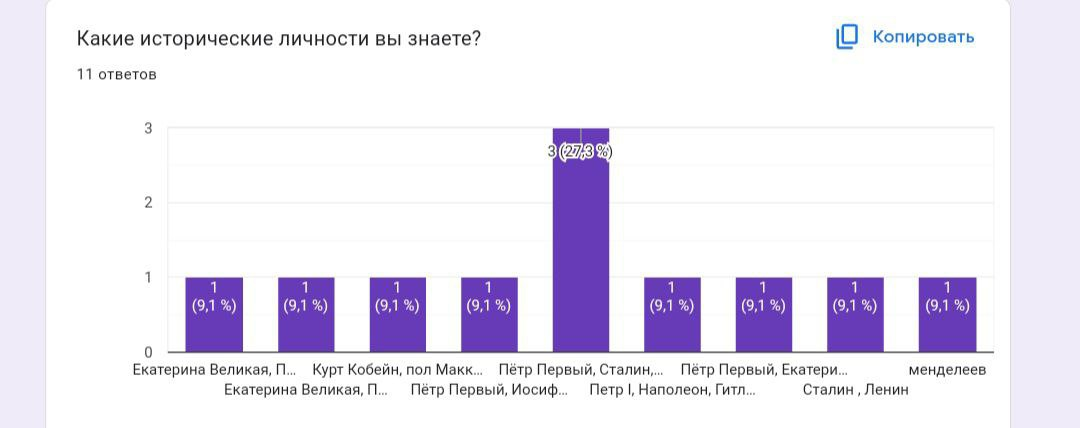 Какие исторические личности вы знаете?
Копировать
11 ответов
3
2
1
0
1
(9,1 %)
1
(9,1 %)
1
(9,1 %)
1
(9,1 %)
3 (27,3 %)
1
(9,1 %)
1
(9,1 %)
1
(9,1 %)
1
(9,1 %)
Екатерина Великая, П...
Екатерина Великая, П...
Курт Кобейн, пол Макк...
Пётр Первый, Иосиф...
Пётр Первый, Сталин,...
Петр I, Наполеон, Гитл...
Пётр Первый, Екатери...
Сталин , Ленин
менделеев